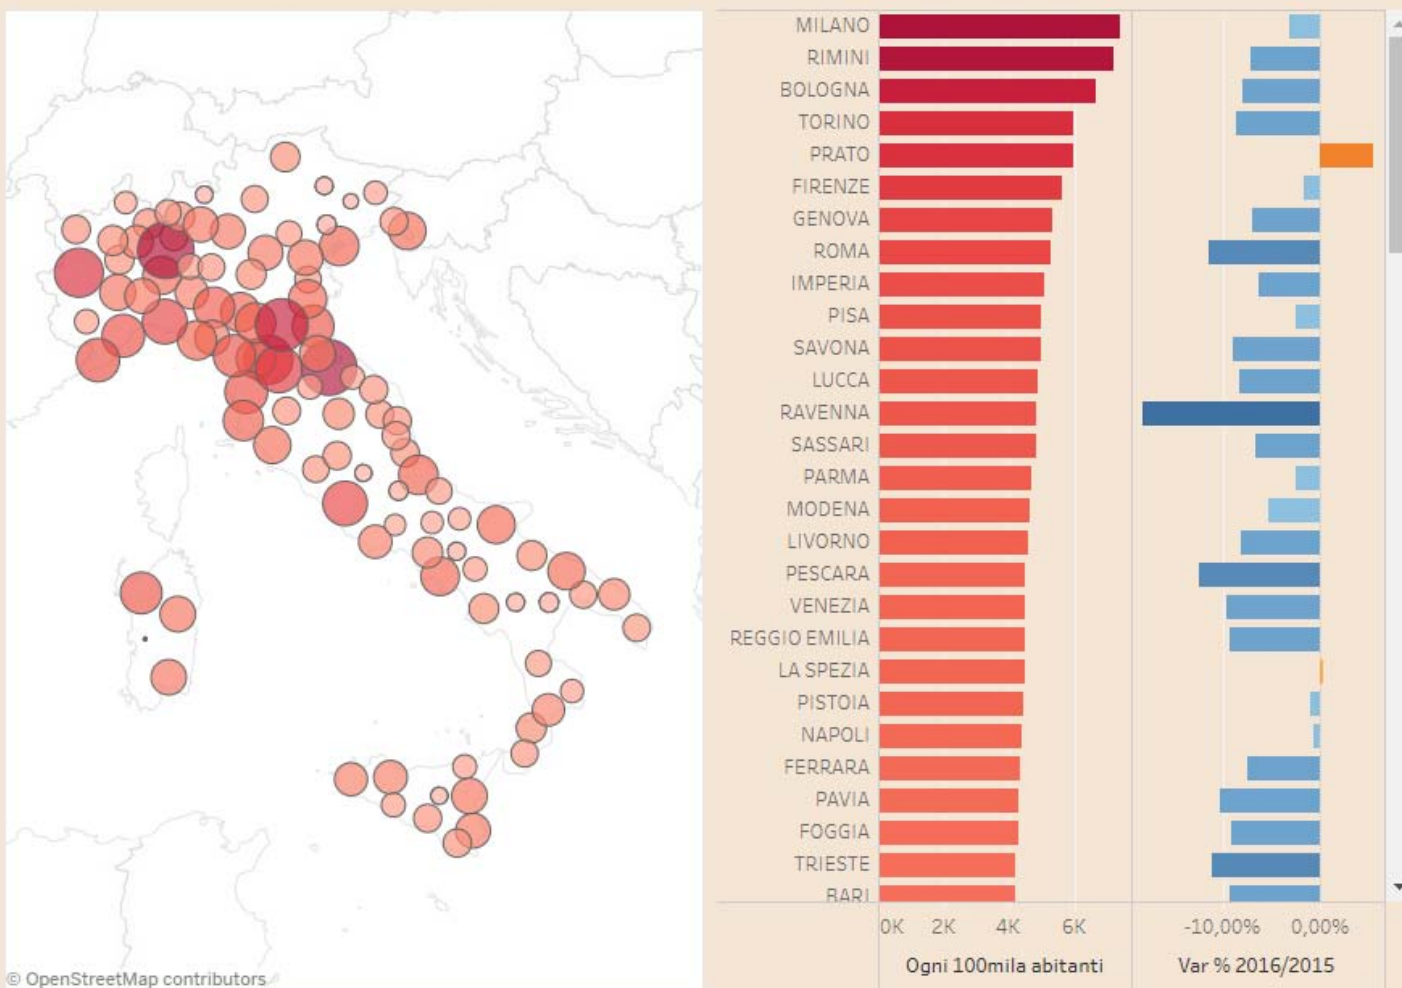 MILANO
RIMINI
BOLOGNA
TORINO
PRATO
FIRENZE
GENOVA
ROMA
IMPERIA
PISA
SAVONA
LUCCA
RAVENNA
SASSARI
PARMA
MODENA
LIVORNO
PESCARA
VENEZIA
REGGIO EMILIA
LA SPEZIA
PISTOIA
NAPOLI
FERRARA
PAVIA
FOGGIA
TRIESTE
BARI
0K 2K 4K 6K -10,00% 0,00%
Ogni 100mila abitanti Var % 2016/2015
© OpenStreetMap contributors